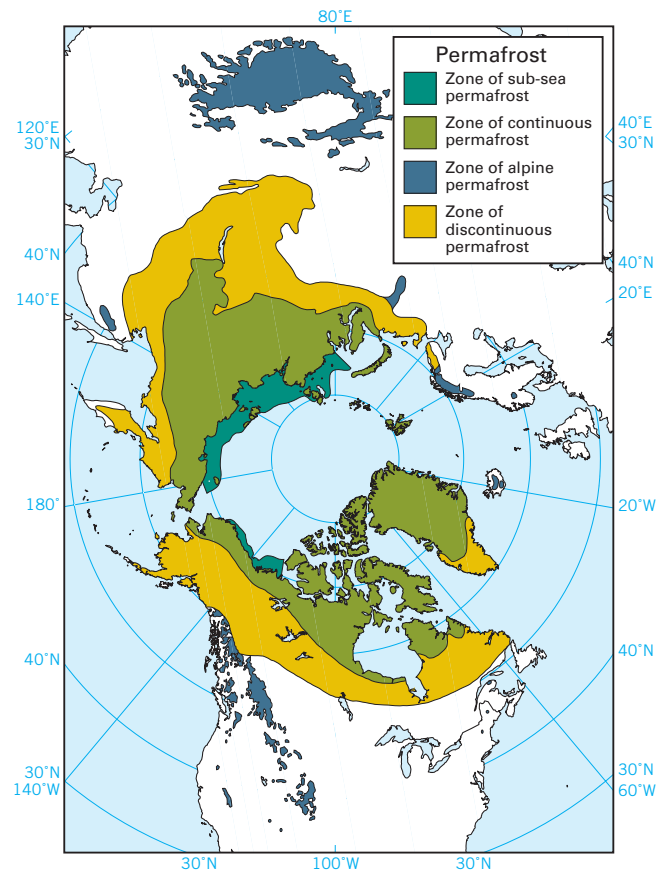 80°E
Permafrost
Zone of sub-sea
permafrost
Zone of continuous
permafrost
Zone of alpine
permafrost
Zone of
discontinuous
permafrost
120°E
30°N
40°E
30°N
40°N
140°E
40°N
20°E
180°
20°W
40°N
40°N
30°N
140°W
30°N
60°W
30°N
100°W
30°N